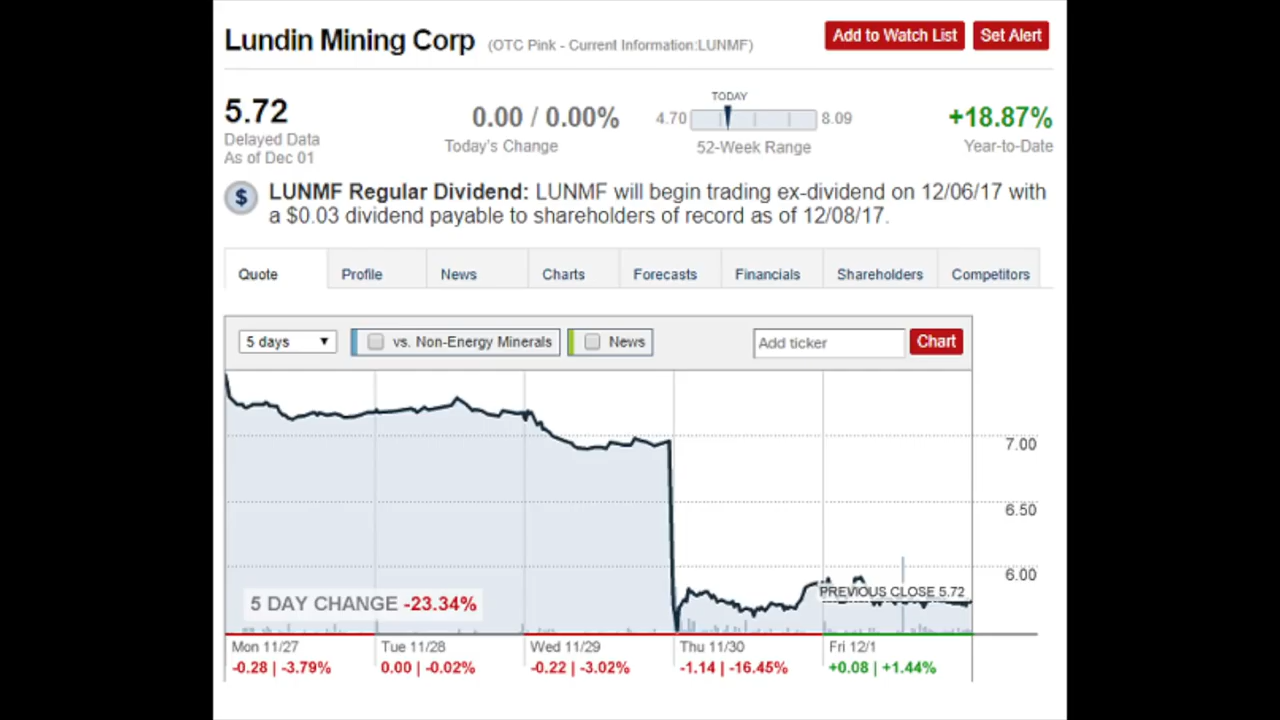 Lundin Mining Corp (OTC Pink - Current Information:LUNMF) Add to Watch List Set Alert
TODAY
5.72 0.00 / 0.00% 4.70 8.09 +18.87%
Delayed Data Today's Change 52-Week Range Year-to-Date
As of Dec 01
$ LUNMF Regular Dividend: LUNMF will begin trading ex-dividend on 12/06/17 with
a $0.03 dividend payable to shareholders of record as of 12/08/17.
Quote Profile News Charts Forecasts Financials Shareholders Competitors
5 days vs. Non-Energy Minerals News Add ticker Chart
7.00
6.50
6.00
PREVIOUS CLOSE 5.72
5 DAY CHANGE -23.34%
Mon 11/27 Tue 11/28 Wed 11/29 Thu 11/30 Fri 12/1
-0.28 | -3.79% 0.00 | -0.02% -0.22 | -3.02% -1.14 | -16.45% +0.08 | +1.44%